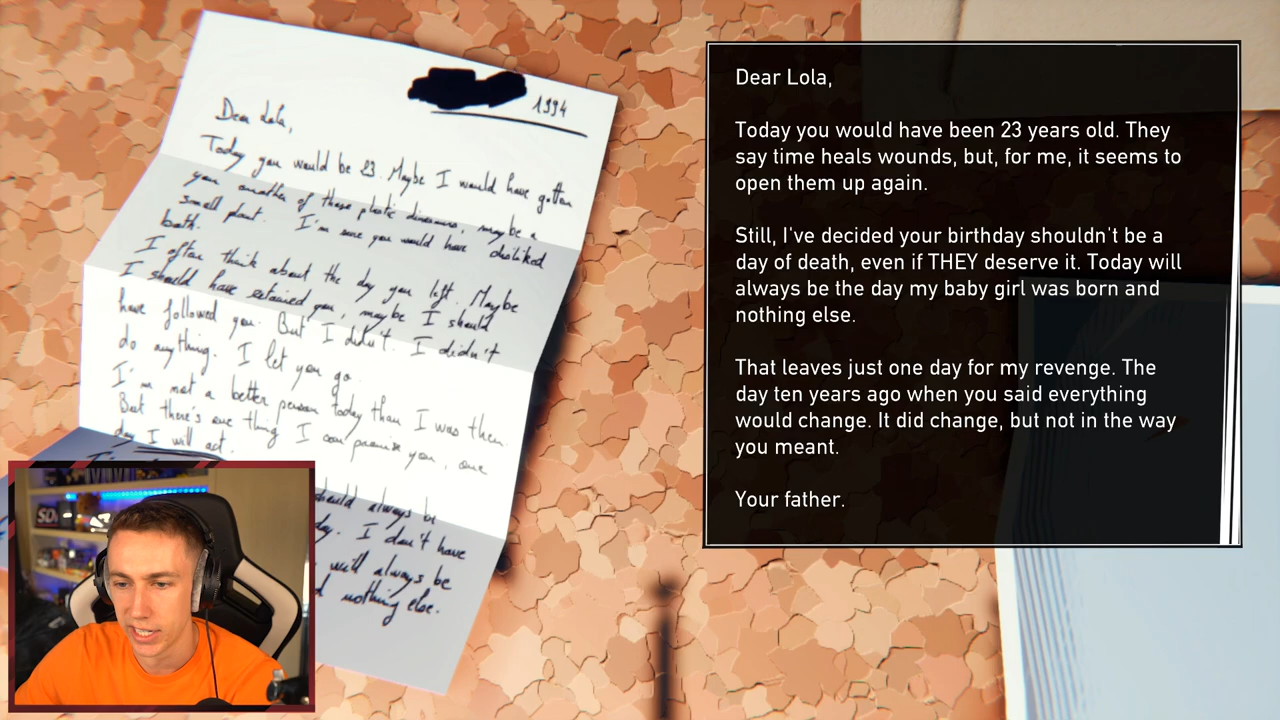 1994
Dear Lola,
Today you would be 23. Maybe I would have gotten
you another of those plastic dinosaurs, maybe a
small plant. I'm sure you would have disliked
both.
I often think about the day you left. Maybe
I should have retained you, maybe I should
have followed you. But I didn't. I didn't
do anything. I let you go.
I'm not a better person today than I was then.
But there's one thing I can promise you, one
day I will act.
should always be
day. I don't have
will always be
nothing else.
Dear Lola,
Today you would have been 23 years old. They
say time heals wounds, but, for me, it seems to
open them up again.
Still, I've decided your birthday shouldn't be a
day of death, even if THEY deserve it. Today will
always be the day my baby girl was born and
nothing else.
That leaves just one day for my revenge. The
day ten years ago when you said everything
would change. It did change, but not in the way
you meant.
Your father.